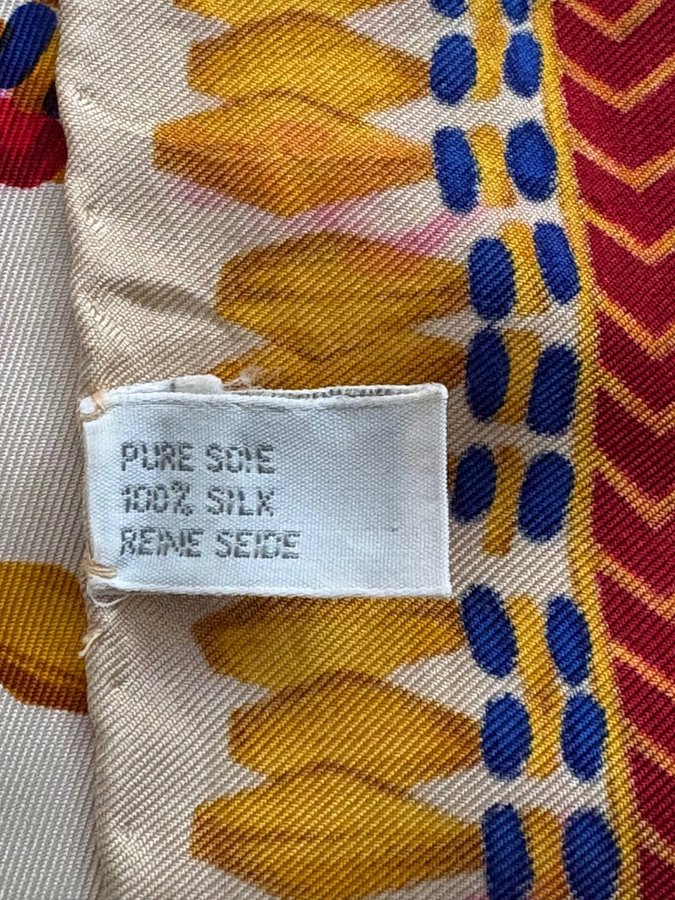 PURE SOIE
100% SILK
REINE SEIDE